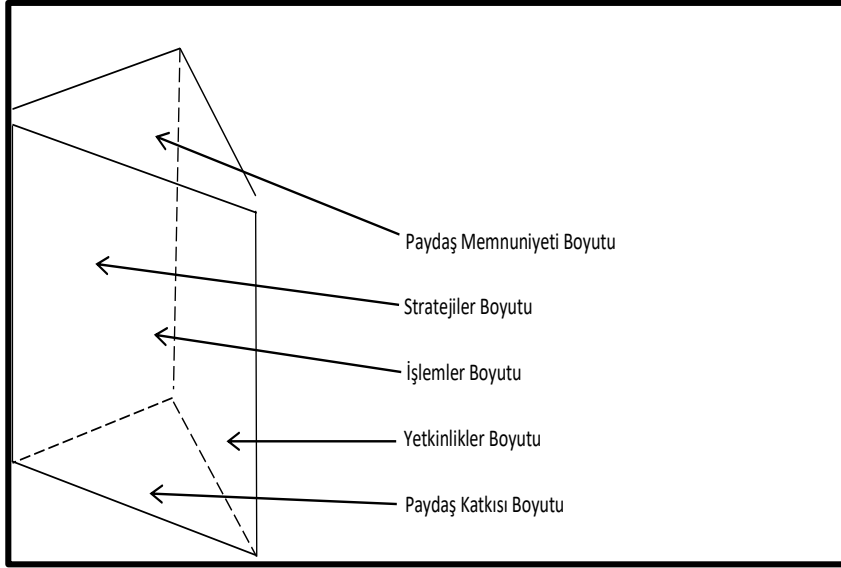 Paydaş Memnuniyeti Boyutu
Stratejiler Boyutu
İşlemler Boyutu
Yetkinlikler Boyutu
Paydaş Katkısı Boyutu